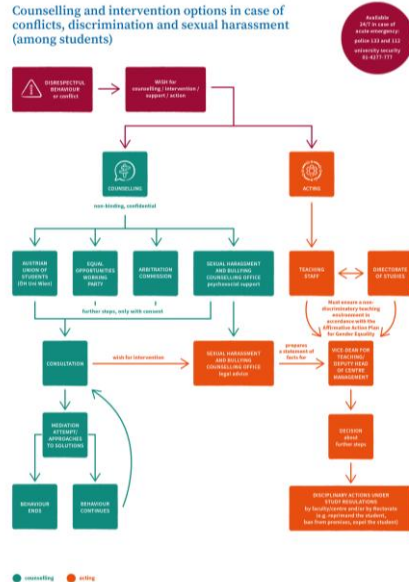 Counselling and intervention options in case of
conflicts, discrimination and sexual harassment
(among students)
Available
24/7 in case of
acute emergency:
police 133 and 112
university security
01-4277-777
DISRESPECTFUL
BEHAVIOUR
or conflict
WISH for
counselling / intervention /
support / action
COUNSELLING
ACTING
non-binding, confidential
AUSTRIAN
UNION OF
STUDENTS
(ÖH Uni Wien)
EQUAL
OPPORTUNITIES
WORKING
PARTY
ARBITRATION
COMMISSION
SEXUAL HARASSMENT
AND BULLYING
COUNSELLING OFFICE
psychosocial support
TEACHING
STAFF
DIRECTORATE
OF STUDIES
further steps, only with consent
Must ensure a non-
discriminatory teaching
environment in
accordance with the
Affirmative Action Plan
for Gender Equality
CONSULTATION
wish for intervention
SEXUAL HARASSMENT
AND BULLYING
COUNSELLING OFFICE
legal advice
prepares
a statement of
facts for
VICE-DEAN FOR
TEACHING/
DEPUTY HEAD
OF CENTRE
MANAGEMENT
MEDIATION
ATTEMPT/
APPROACHES
TO SOLUTIONS
DECISION
about
further steps
BEHAVIOUR
ENDS
BEHAVIOUR
CONTINUES
DISCIPLINARY ACTIONS UNDER
STUDY REGULATIONS
by faculty/centre and/or by Rectorate
(e.g. reprimand the student,
ban from premises, expel the student)
counselling
acting